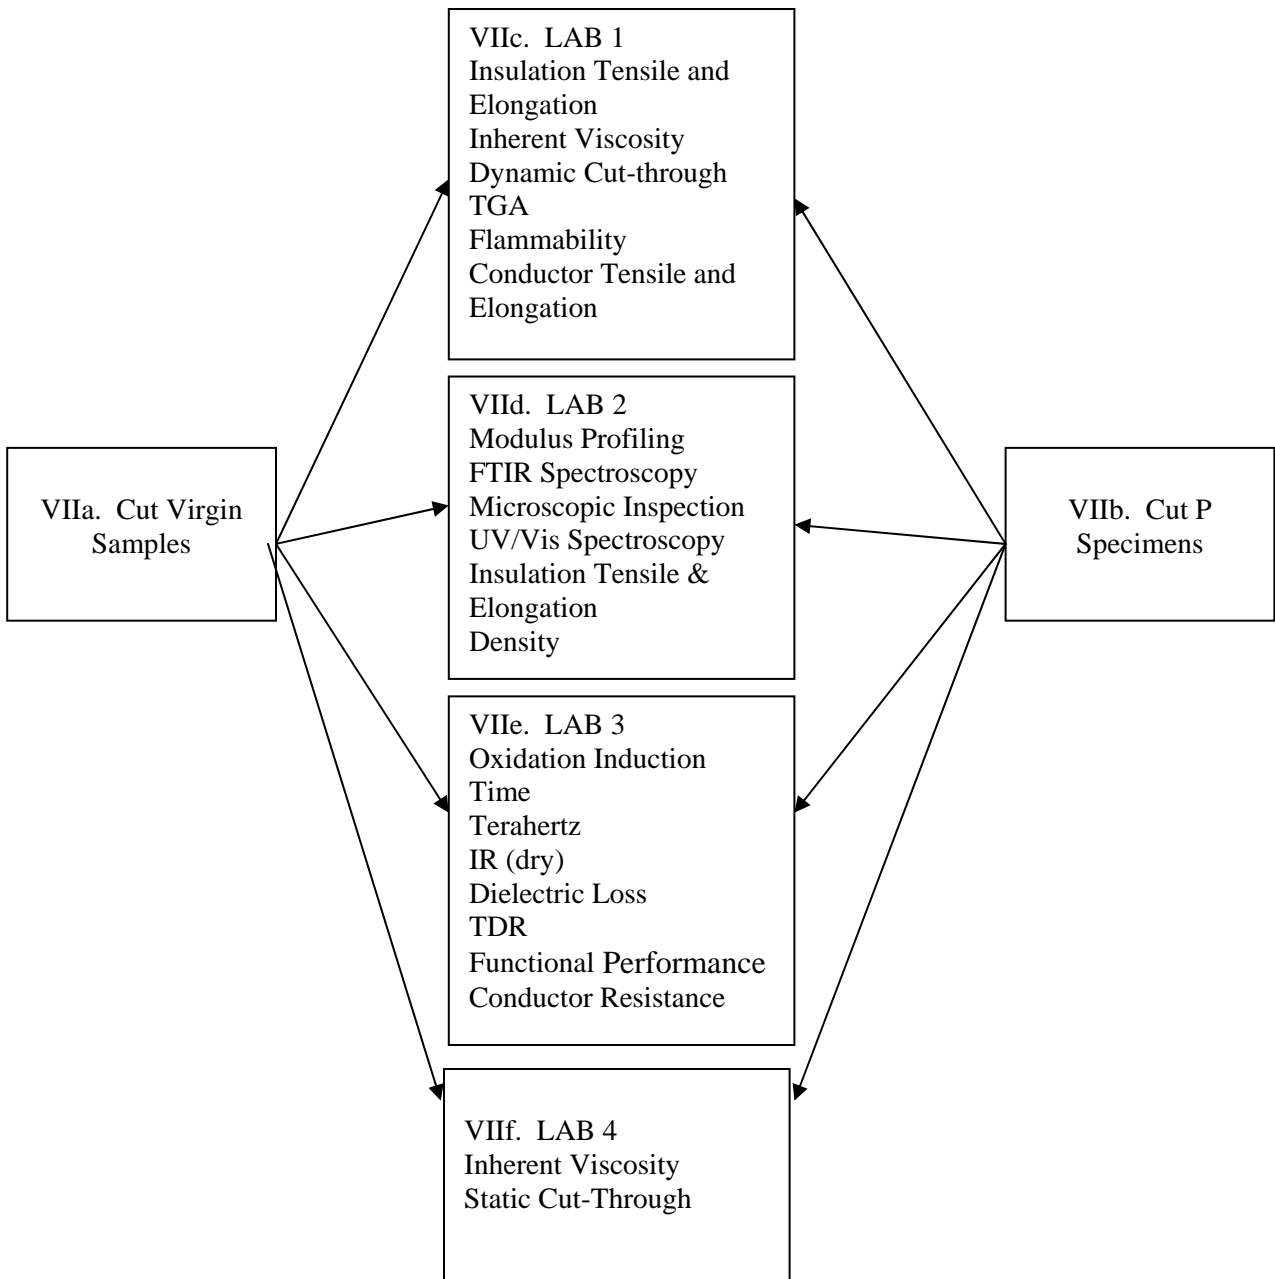 VIIc. LAB 1
Insulation Tensile and
Elongation
Inherent Viscosity
Dynamic Cut-through
TGA
Flammability
Conductor Tensile and
Elongation
VIIa. Cut Virgin
Samples
VIId. LAB 2
Modulus Profiling
FTIR Spectroscopy
Microscopic Inspection
UV/Vis Spectroscopy
Insulation Tensile &
Elongation
Density
VIIb. Cut P
Specimens
VIIe. LAB 3
Oxidation Induction
Time
Terahertz
IR (dry)
Dielectric Loss
TDR
Functional Performance
Conductor Resistance
VIIf. LAB 4
Inherent Viscosity
Static Cut-Through